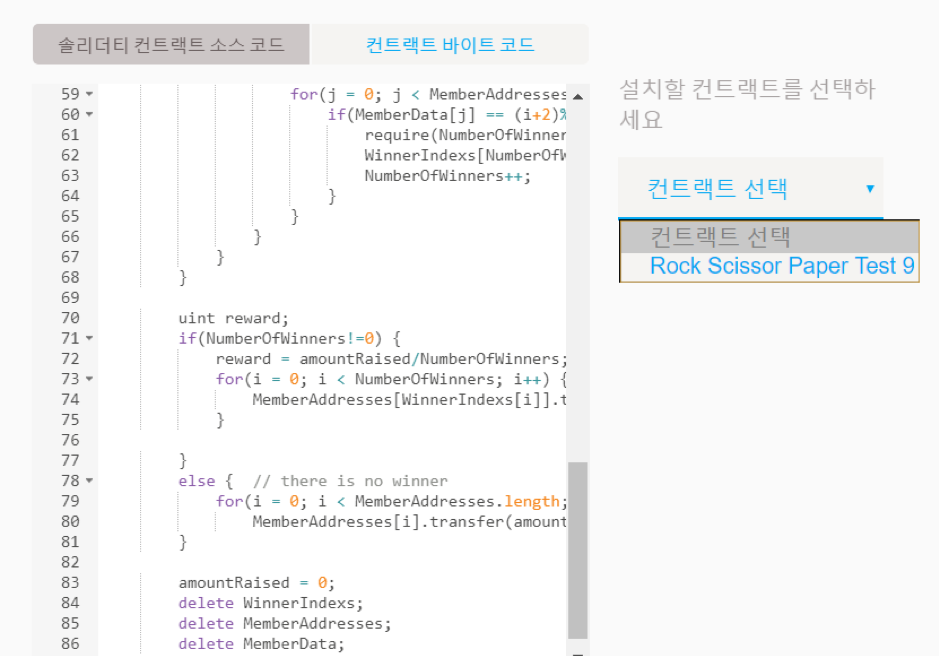 솔리더티 컨트랙트 소스 코드
컨트랙트 바이트 코드
59 for(j = 0; j < MemberAddresses
60 if(MemberData[j] == (i+2)%
61 require(NumberOfWinner
62 WinnerIndexs[NumberOfW
63 NumberOfWinners++;
64 }
65 }
66 }
67 }
68 }
69
70 uint reward;
71 if(NumberOfWinners!=0) {
72 reward = amountRaised/NumberOfWinners;
73 for(i = 0; i < NumberOfWinners; i++) {
74 MemberAddresses[WinnerIndexs[i]].t
75 }
76
77 }
78 else {  // there is no winner
79 for(i = 0; i < MemberAddresses.length;
80 MemberAddresses[i].transfer(amount
81 }
82
83 amountRaised = 0;
84 delete WinnerIndexs;
85 delete MemberAddresses;
86 delete MemberData;
설치할 컨트랙트를 선택하
세요
컨트랙트 선택
컨트랙트 선택
Rock Scissor Paper Test 9